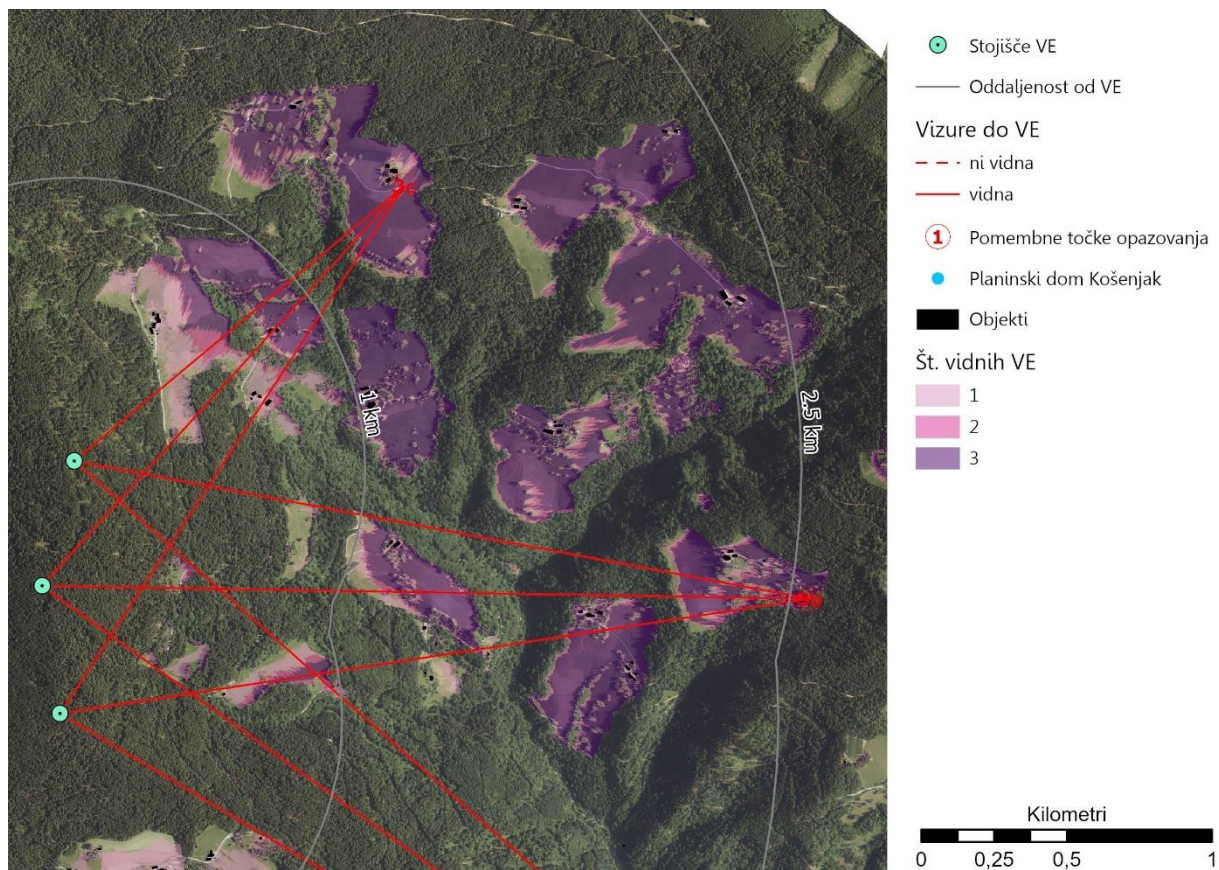 Stojišče VE
Oddaljenost od VE
Vizure do VE
ni vidna
vidna
1 Pomembne točke opazovanja
Planinski dom Košenjak
Objekti
Št. vidnih VE
1
2
3
1 km
2.5 km
Kilometri
0 0,25 0,5 1